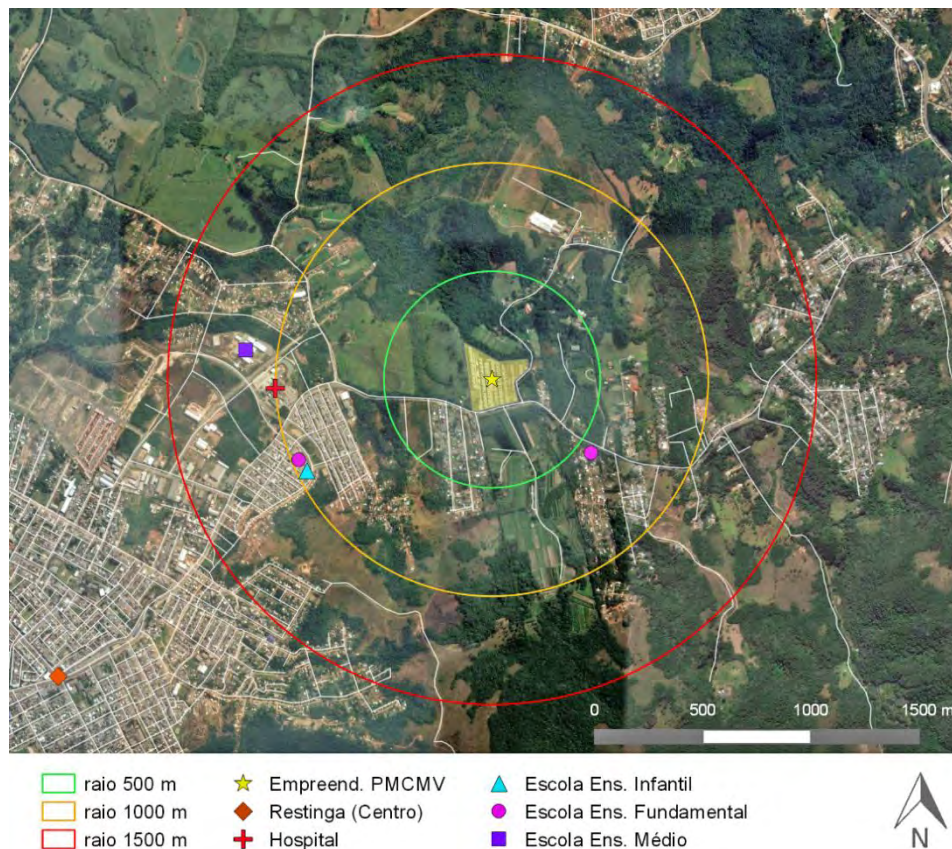 0 500 1000 1500 m
raio 500 m
Empreend. PMCMV
Escola Ens. Infantil
raio 1000 m
Restinga (Centro)
Escola Ens. Fundamental
raio 1500 m
Hospital
Escola Ens. Médio
N